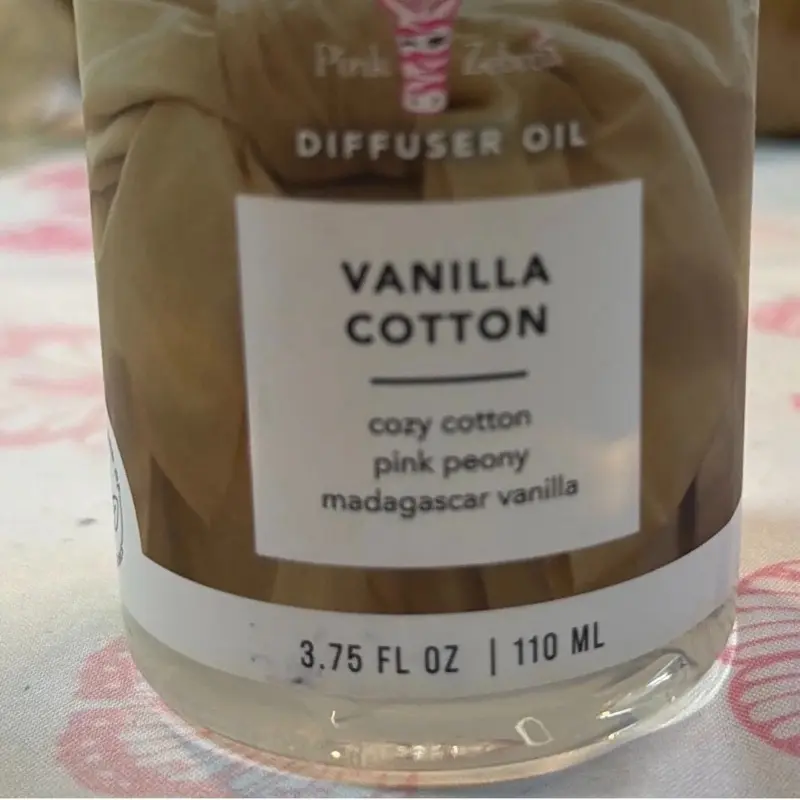 Pink Zebra
DIFFUSER OIL
VANILLA
COTTON
cozy cotton
pink peony
madagascar vanilla
3.75 FL OZ | 110 ML